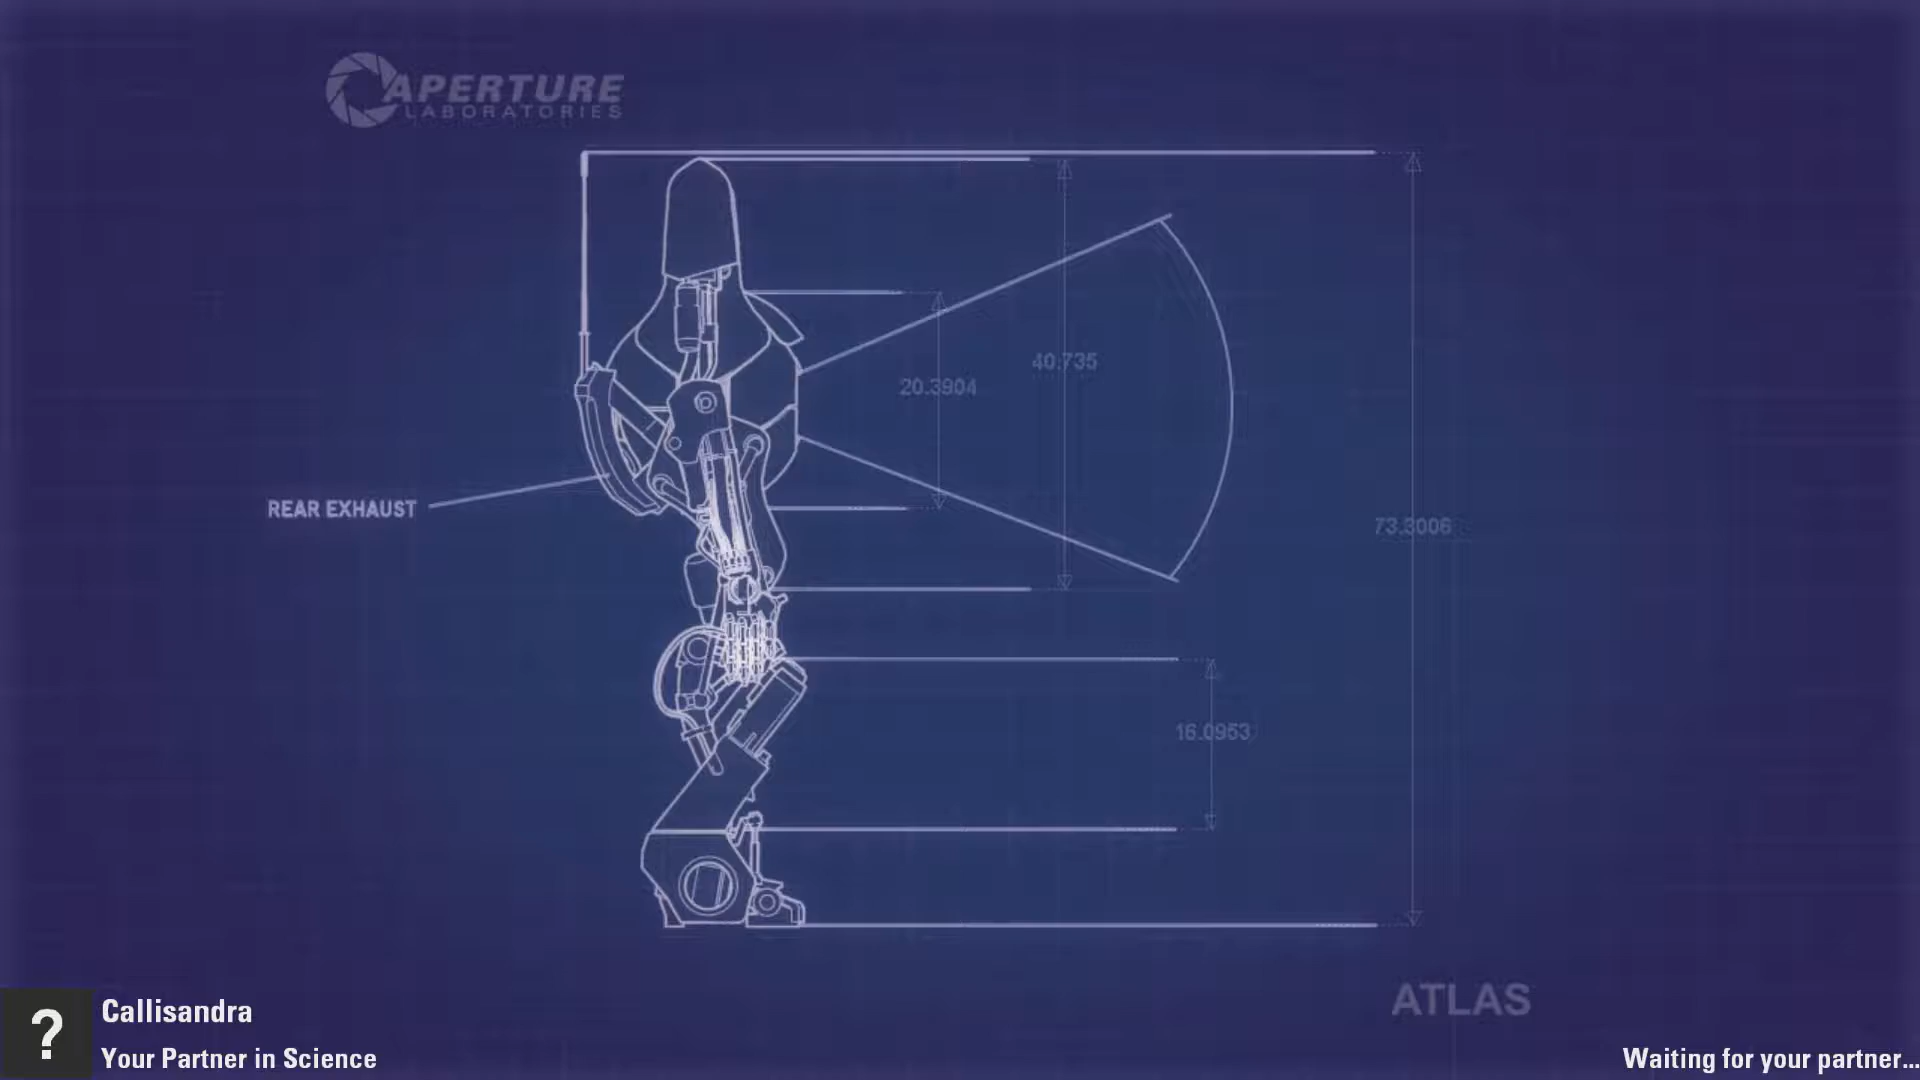 APERTURE
LABORATORIES
40.735
20.3904
REAR EXHAUST
73.3006
16.0953
ATLAS
?
Callisandra
Your Partner in Science
Waiting for your partner...